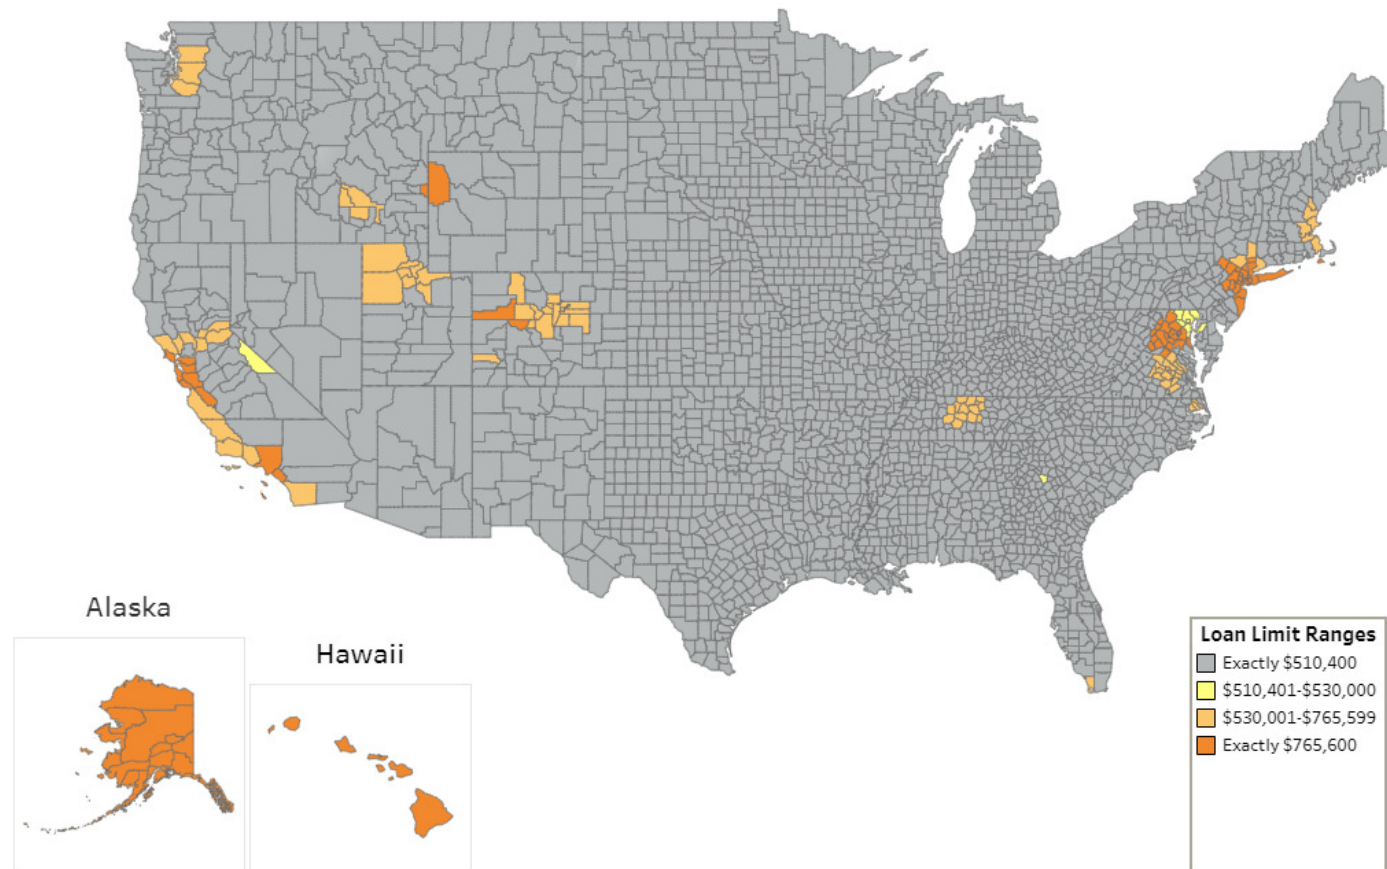 Alaska
Hawaii
Loan Limit Ranges
Exactly $510,400
$510,401-$530,000
$530,001-$765,599
Exactly $765,600